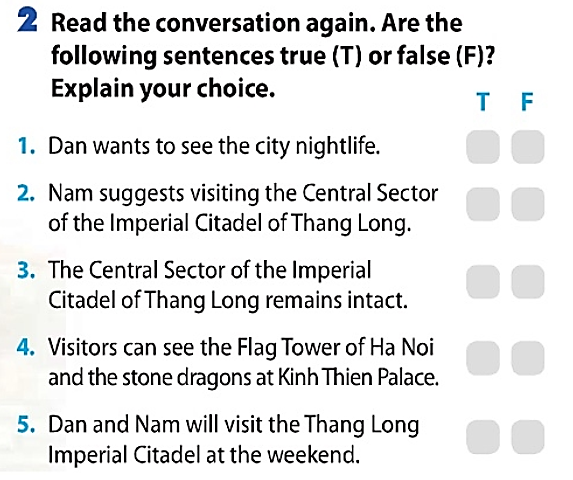 2 Read the conversation again. Are the
following sentences true (T) or false (F)?
Explain your choice.
T F
1. Dan wants to see the city nightlife.
2. Nam suggests visiting the Central Sector
of the Imperial Citadel of Thang Long.
3. The Central Sector of the Imperial
Citadel of Thang Long remains intact.
4. Visitors can see the Flag Tower of Ha Noi
and the stone dragons at Kinh Thien Palace.
5. Dan and Nam will visit the Thang Long
Imperial Citadel at the weekend.